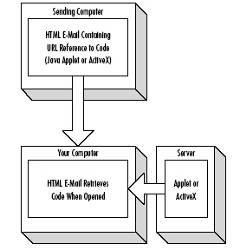 Sending Computer
HTML E-Mail Containing
URL Reference to Code
(Java Applet or ActiveX)
Your Computer
HTML E-Mail Retrieves
Code When Opened
Server
Applet or
ActiveX